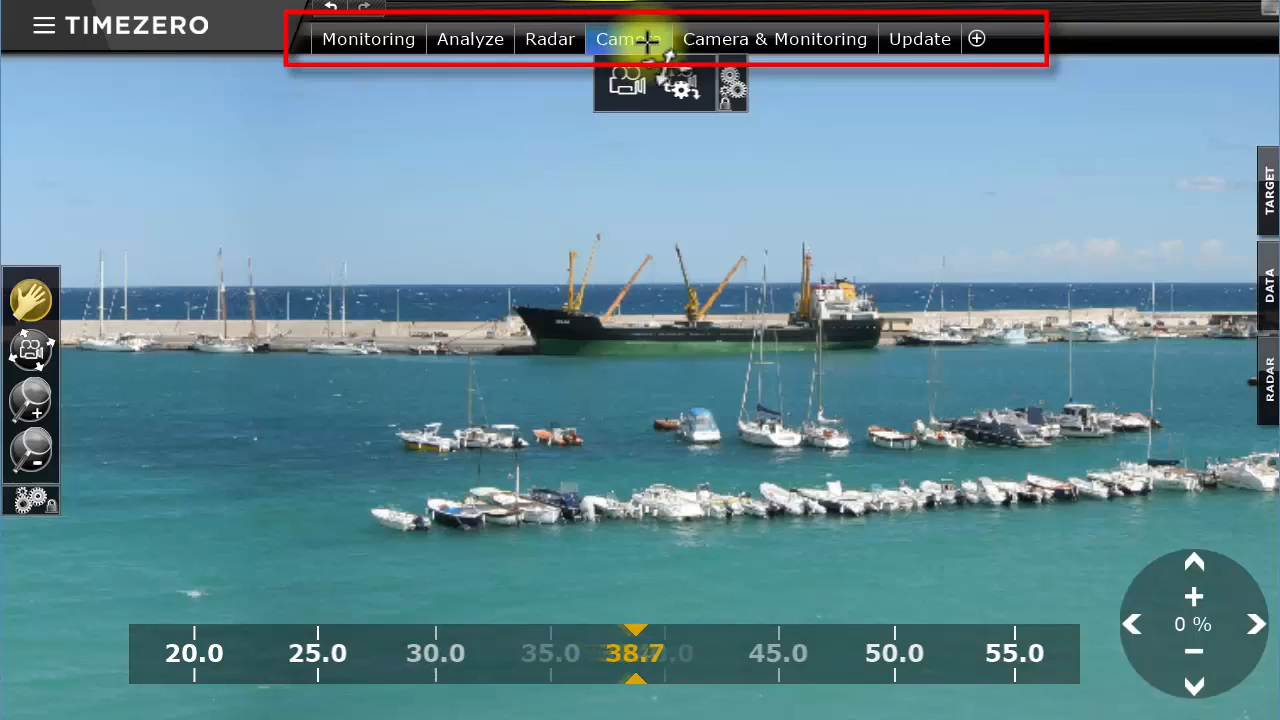 TIMEZERO
Monitoring Analyze Radar Camera Camera & Monitoring Update
TARGET
DATA
RADAR
0 %
20.0 25.0 30.0 35.0 38.7 45.0 50.0 55.0